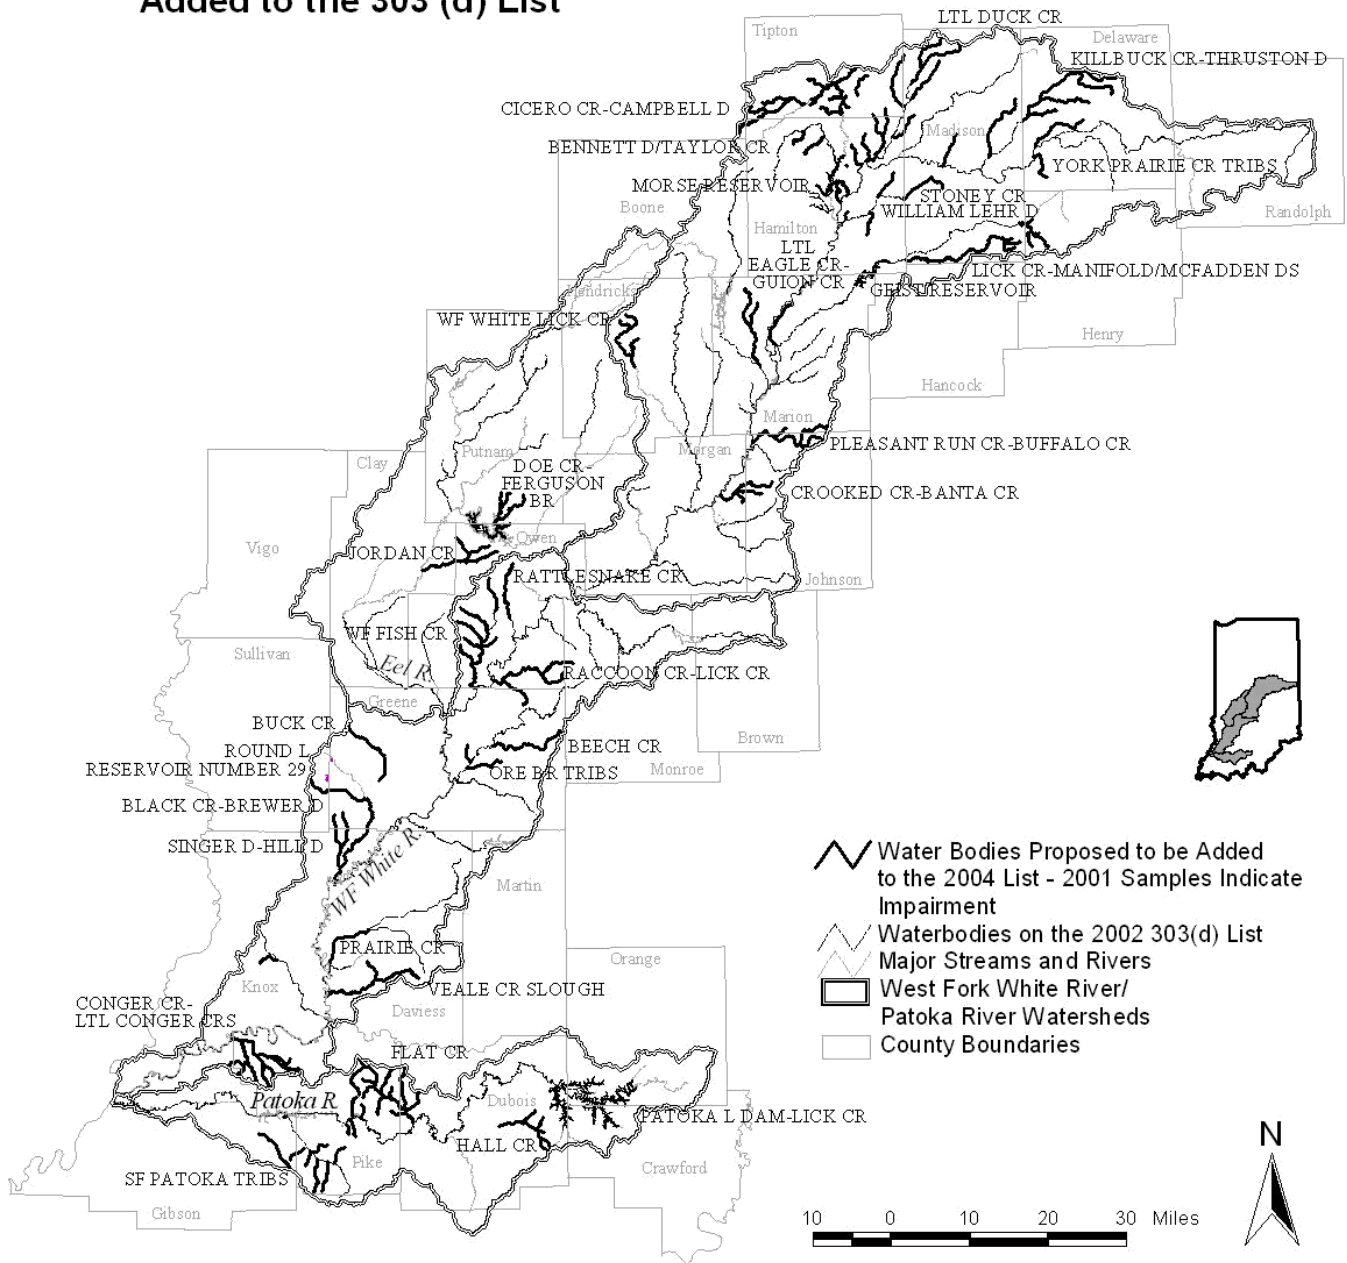 Added to the 303 (d) List
LTL DUCK CR
Tipton
Delaware
KILLBUCK CR-THRUSTON D
CICERO CR-CAMPBELL D
Madison
BENNETT D/TAYLOR CR
YORK PRAIRIE CR TRIBS
MORSE RESERVOIR
STONEY CR
Boone
WILLIAM LEHR D
Randolph
Hamilton
LTL
EAGLE CR-
GUION CR
LICK CR-MANIFOLD/MCFADDEN DS
GEIST RESERVOIR
Hendricks
WF WHITE LICK CR
Henry
Hancock
Marion
PLEASANT RUN CR-BUFFALO CR
Morgan
Putnam
Clay
DOE CR-
FERGUSON
BR
CROOKED CR-BANTA CR
Owen
Vigo
JORDAN CR
RATTLESNAKE CR
Johnson
WF FISH CR
Sullivan
Eel R.
RACCOON CR-LICK CR
Greene
BUCK CR
Brown
ROUND L
BEECH CR
RESERVOIR NUMBER 29
ORE BR TRIBS
Monroe
BLACK CR-BREWER D
SINGER D-HILL D
WF White R.
Martin
Water Bodies Proposed to be Added
to the 2004 List - 2001 Samples Indicate
Impairment
Waterbodies on the 2002 303(d) List
Major Streams and Rivers
West Fork White River/
Patoka River Watersheds
County Boundaries
PRAIRIE CR
Orange
Knox
VEALE CR SLOUGH
CONGER CR-
LTL CONGER CRS
Daviess
FLAT CR
Patoka R.
Dubois
PATOKA L DAM-LICK CR
HALL CR
Pike
Crawford
SF PATOKA TRIBS
Gibson
N
10 0 10 20 30 Miles